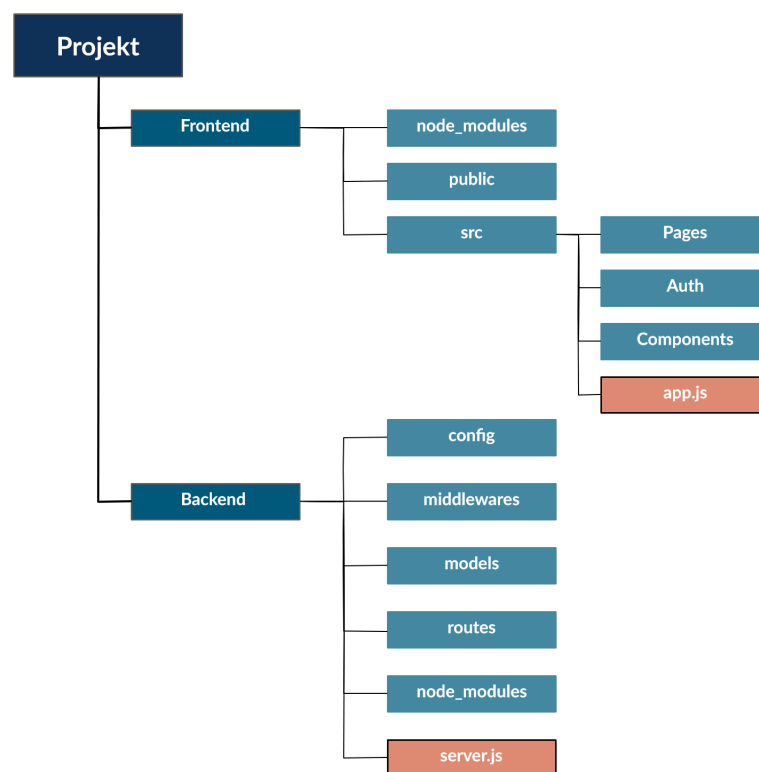 Projekt
Frontend
node_modules
public
src
Pages
Auth
Components
app.js
Backend
config
middlewares
models
routes
node_modules
server.js